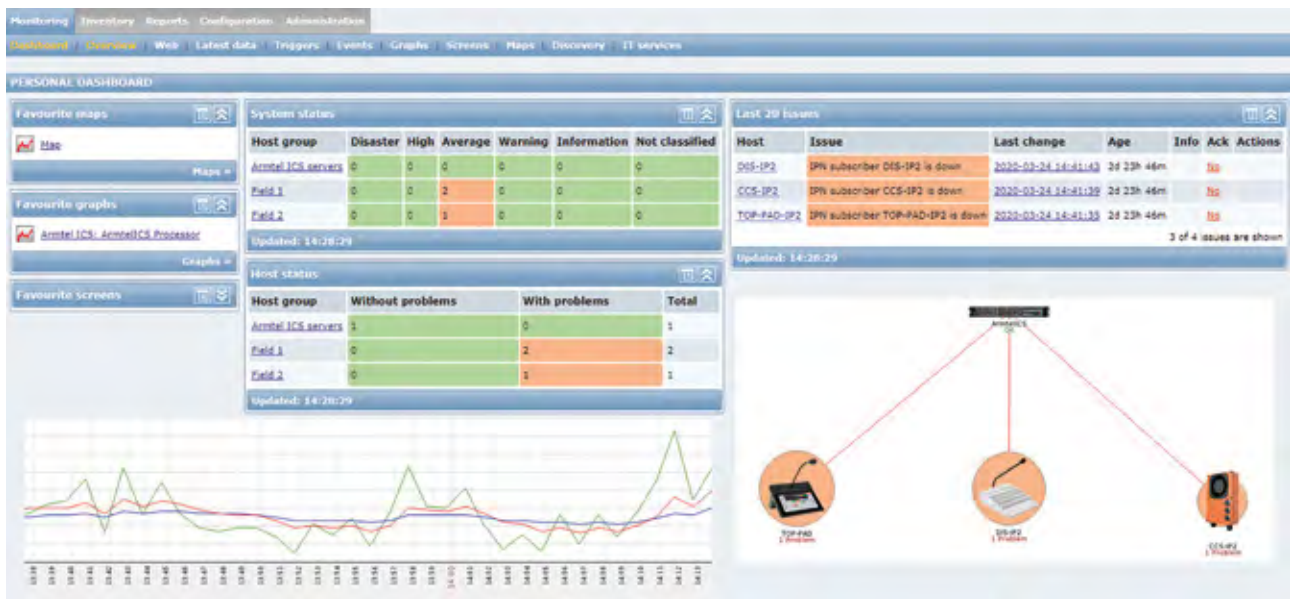 Monitoring Inventory Reports Configuration Administration
Dashboard Overview Web Latest data Triggers Events Graphs Screens Maps Discovery IT services
PERSONAL DASHBOARD
Favourite maps
Map
Maps »
Favourite graphs
Armtel ICS: ArmtelICS Processor
Graphs »
Favourite screens
System status
Host group Disaster High Average Warning Information Not classified
Armtel ICS servers 0 0 0 0 0 0
Field 1 0 0 2 0 0 0
Field 2 0 0 1 0 0 0
Updated: 14:28:29
Host status
Host group Without problems With problems Total
Armtel ICS servers 1 0 1
Field 1 0 2 2
Field 2 0 1 1
Updated: 14:28:29
Last 20 issues
Host Issue Last change Age Info Ack Actions
DIS-IP2 IPN subscriber DIS-IP2 is down 2020-03-24 14:41:43 2d 23h 46m No
CCS-IP2 IPN subscriber CCS-IP2 is down 2020-03-24 14:41:39 2d 23h 46m No
TOP-PAD-IP2 IPN subscriber TOP-PAD-IP2 is down 2020-03-24 14:41:35 2d 23h 46m No
3 of 4 issues are shown
Updated: 14:28:29
ArmtelICS
OK
TOP-PAD
1 Problem
DIS-IP2
1 Problem
CCS-IP2
1 Problem
14:00